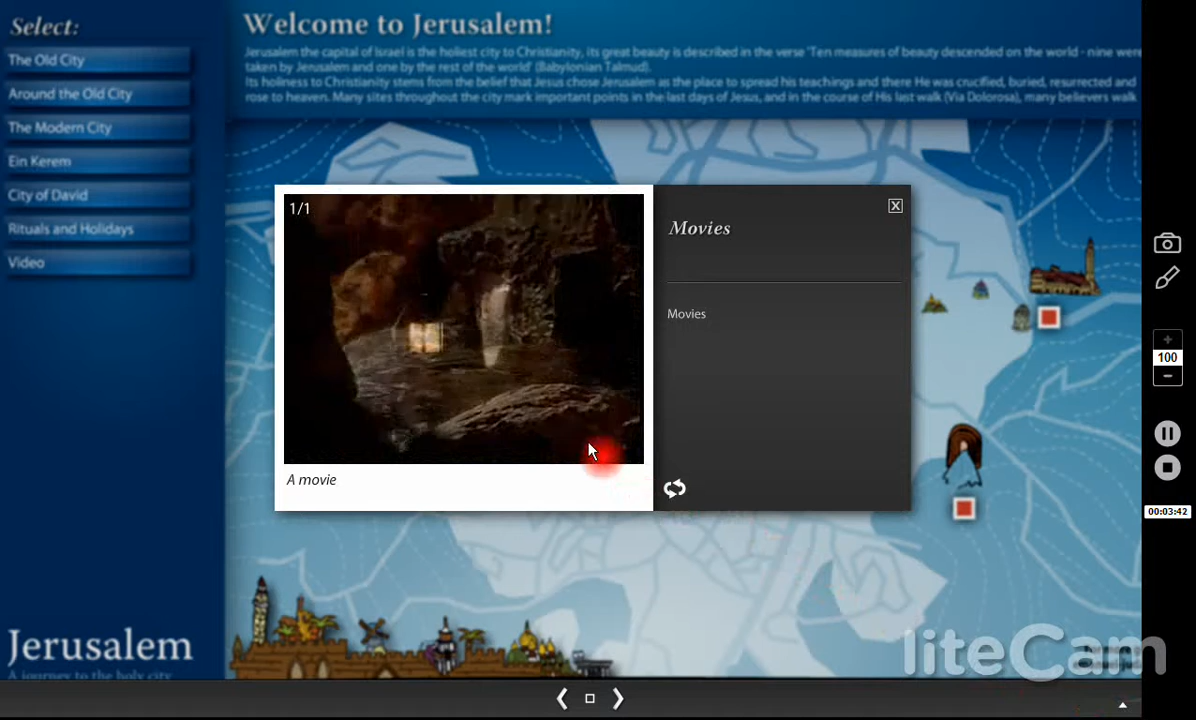 Select:
The Old City
Around the Old City
The Modern City
Ein Kerem
City of David
Rituals and Holidays
Video
Welcome to Jerusalem!
Jerusalem the capital of Israel is the holiest city to Christianity, its great beauty is described in the verse 'Ten measures of beauty descended on the world - nine were
taken by Jerusalem and one by the rest of the world' (Babylonian Talmud).
Its holiness to Christianity stems from the belief that Jesus chose Jerusalem as the place to spread his teachings and there He was crucified, buried, resurrected and
rose to heaven. Many sites throughout the city mark important points in the last days of Jesus, and in the course of His last walk (Via Dolorosa), many believers walk
1/1
A movie
Movies
X
Movies
Jerusalem
A journey to the holy city
liteCam
100
00:03:42